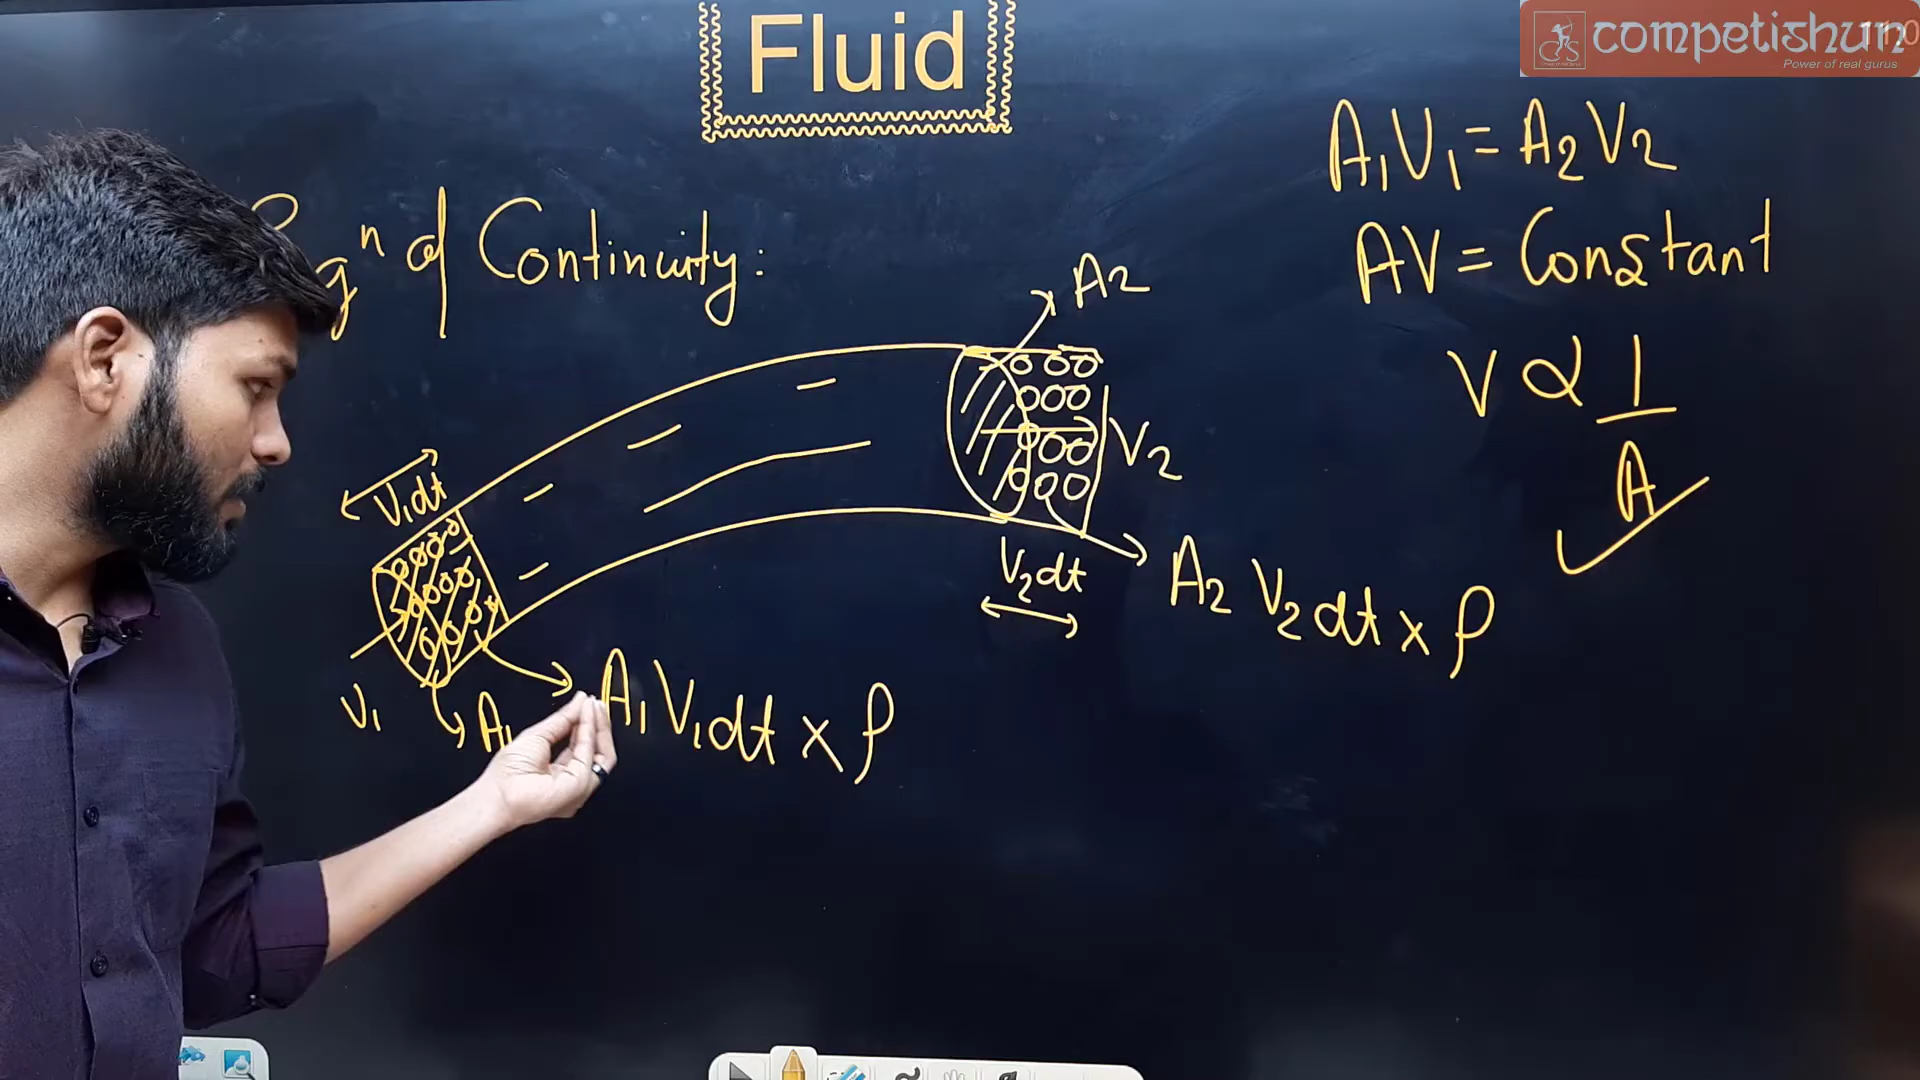 Fluid
competishun
Power of real gurus
A₁V₁ = A₂V₂
AV = Constant
V ∝ 1/A
qⁿ of Continuity:
A₂
V₁dt
V₂
V₂dt
A₂ V₂dt × ρ
V₁
A₁
A₁V₁dt × ρ